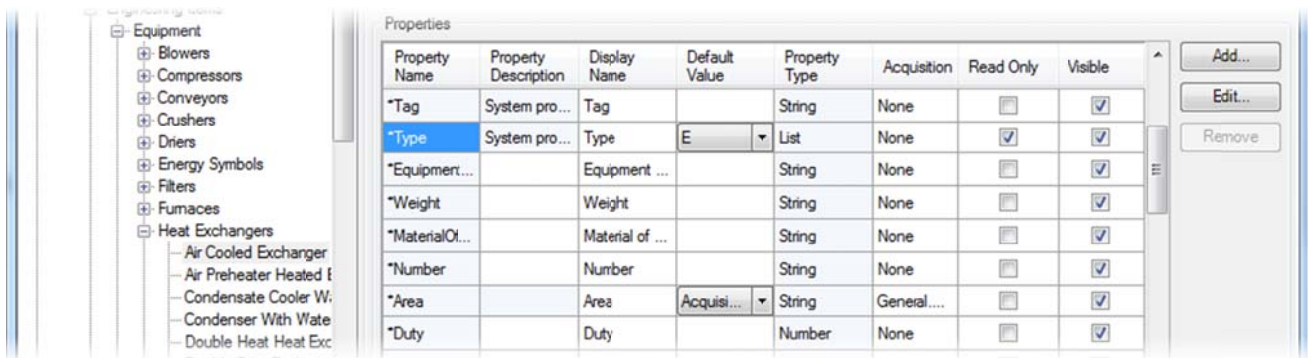 Equipment
Blowers
Compressors
Conveyors
Crushers
Driers
Energy Symbols
Filters
Furnaces
Heat Exchangers
Air Cooled Exchanger
Air Preheater Heated
Condensate Cooler
Condenser With Wate
Double Heat Heat Exc
Properties
Property Name Property Description Display Name Default Value Property Type Acquisition Read Only Visible
*Tag System pro... Tag String None
*Type System pro... Type E List None
*Equipment... Equipment ... String None
*Weight Weight String None
*MaterialOf... Material of ... String None
*Number Number String None
*Area Area Acquisi... String General....
*Duty Duty Number None
Add...
Edit...
Remove